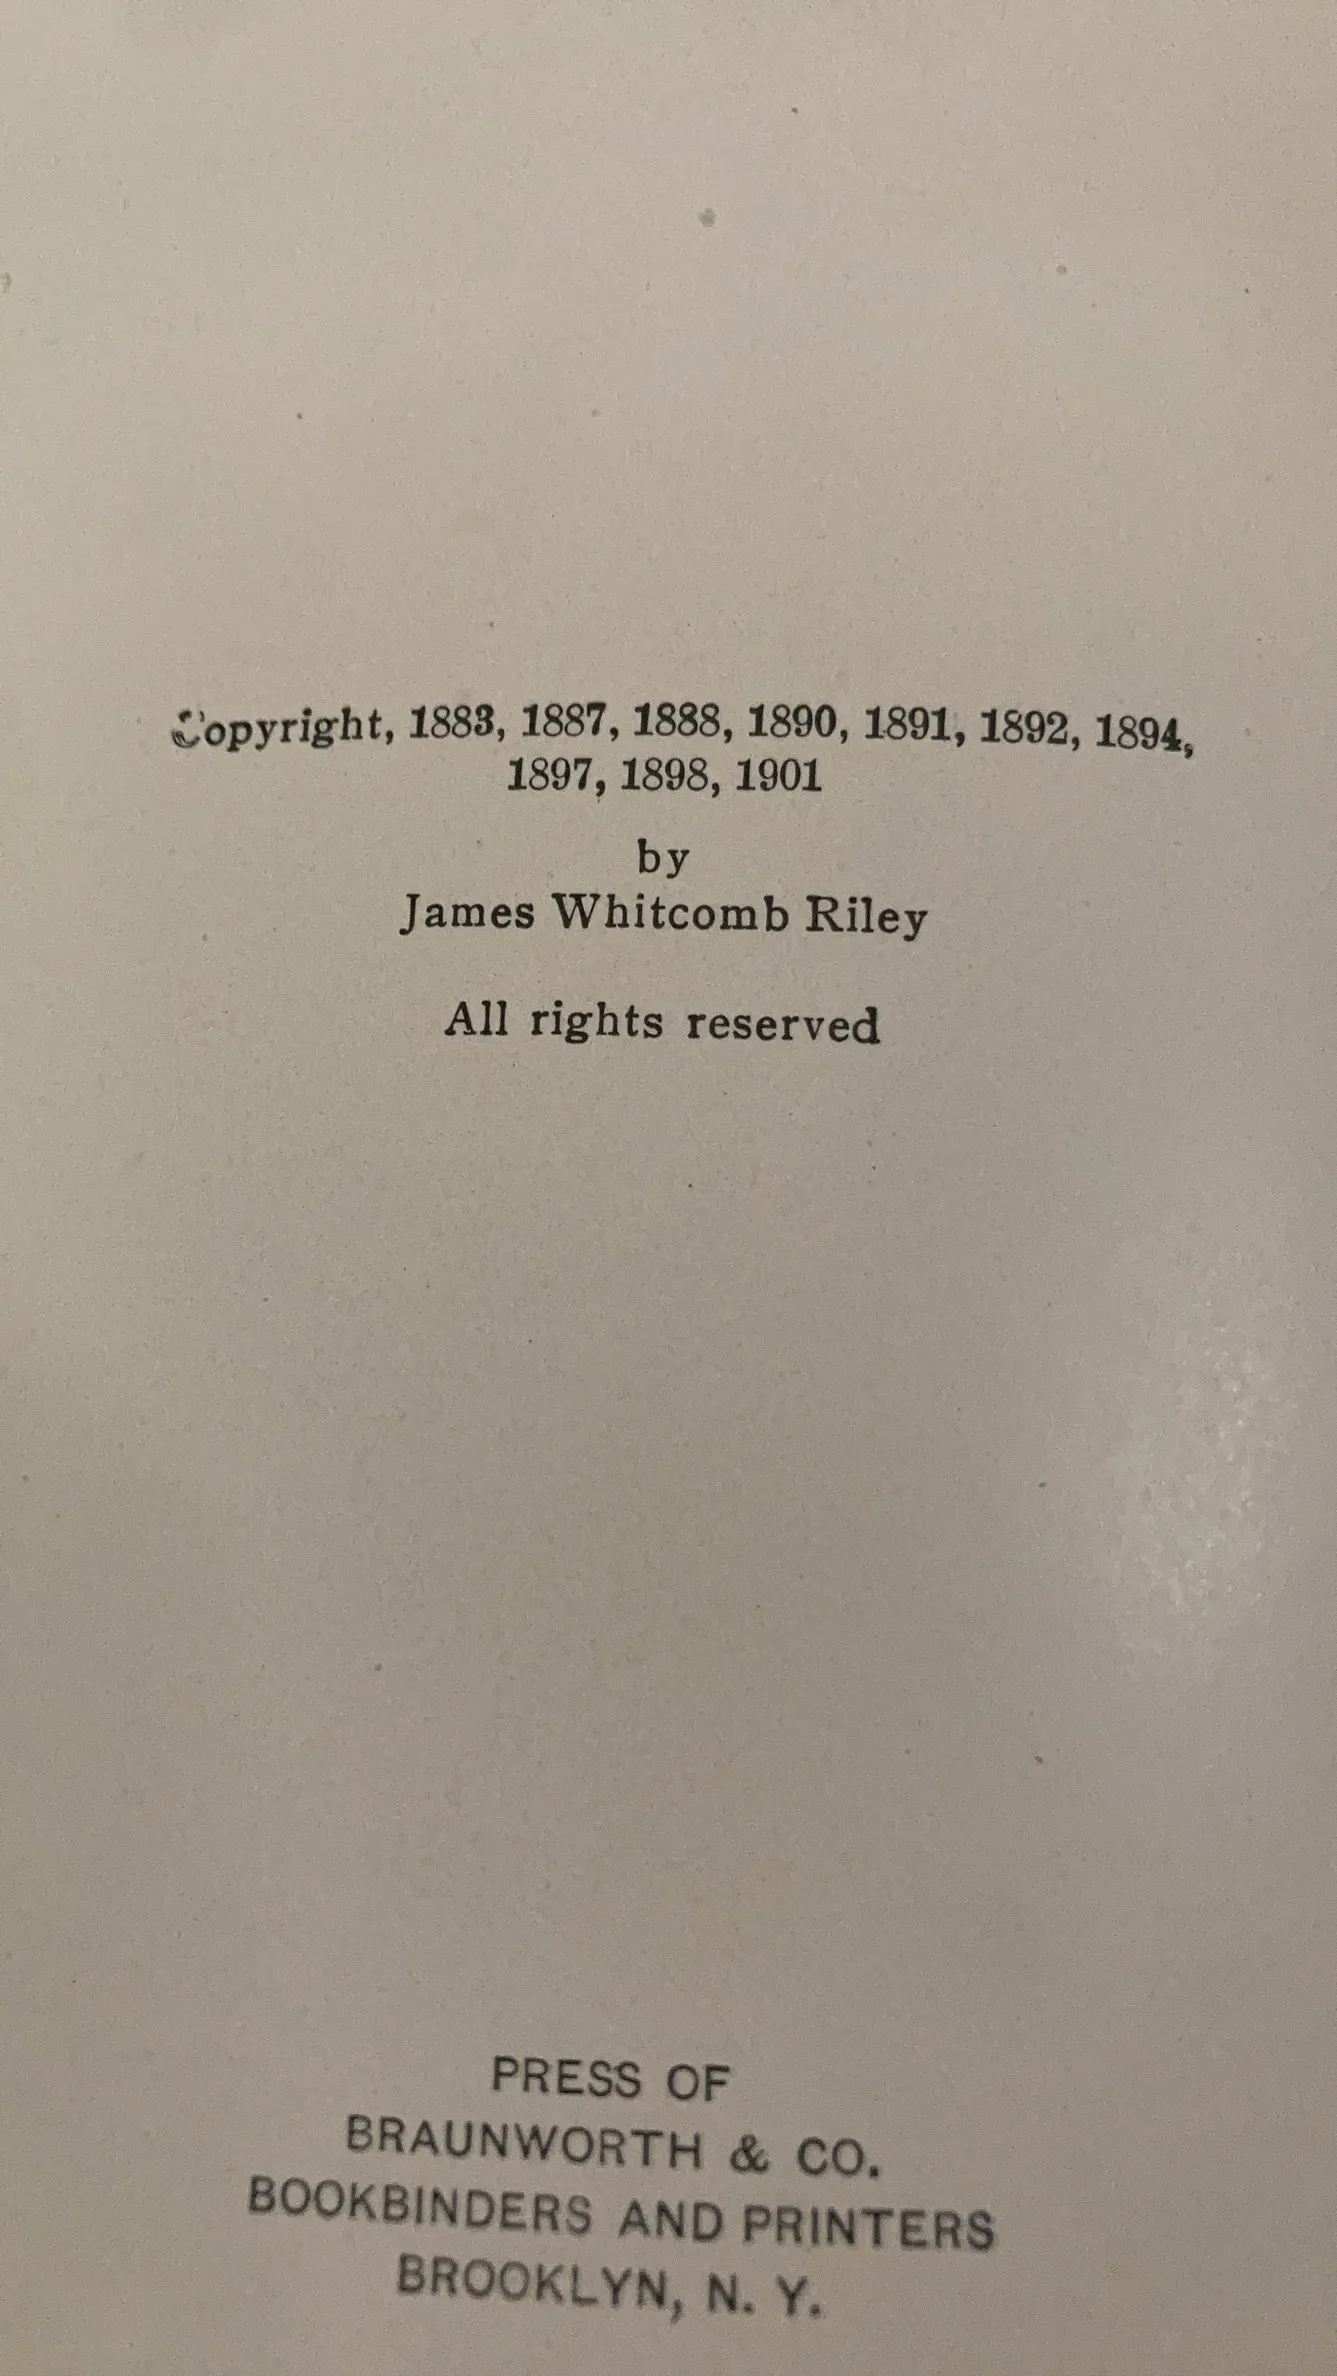 Copyright, 1883, 1887, 1888, 1890, 1891, 1892, 1894,
1897, 1898, 1901
by
James Whitcomb Riley
All rights reserved
PRESS OF
BRAUNWORTH & CO.
BOOKBINDERS AND PRINTERS
BROOKLYN, N. Y.